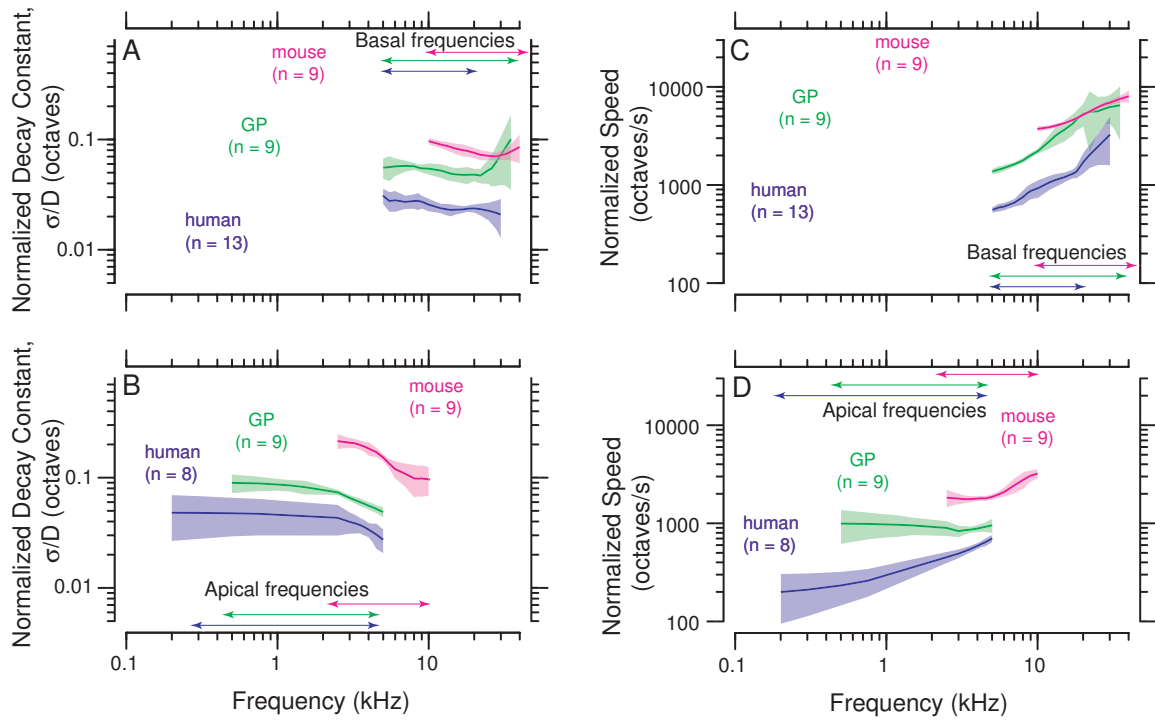 A
Basal frequencies
mouse
(n = 9)
GP
(n = 9)
human
(n = 13)
0.1
0.01
Normalized Decay Constant,
σ/D (octaves)
C
mouse
(n = 9)
GP
(n = 9)
human
(n = 13)
Basal frequencies
10000
1000
100
Normalized Speed
(octaves/s)
B
mouse
(n = 9)
GP
(n = 9)
human
(n = 8)
Apical frequencies
0.1
0.01
Normalized Decay Constant,
σ/D (octaves)
0.1
1
10
Frequency (kHz)
D
Apical frequencies
mouse
(n = 9)
GP
(n = 9)
human
(n = 8)
10000
1000
100
Normalized Speed
(octaves/s)
0.1
1
10
Frequency (kHz)